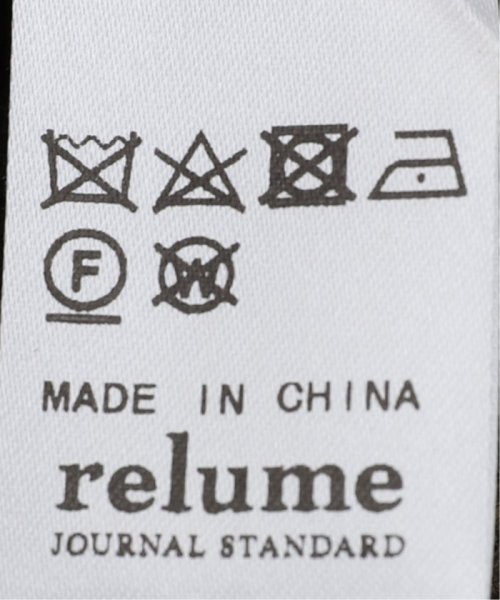 F W
MADE IN CHINA
relume
JOURNAL STANDARD